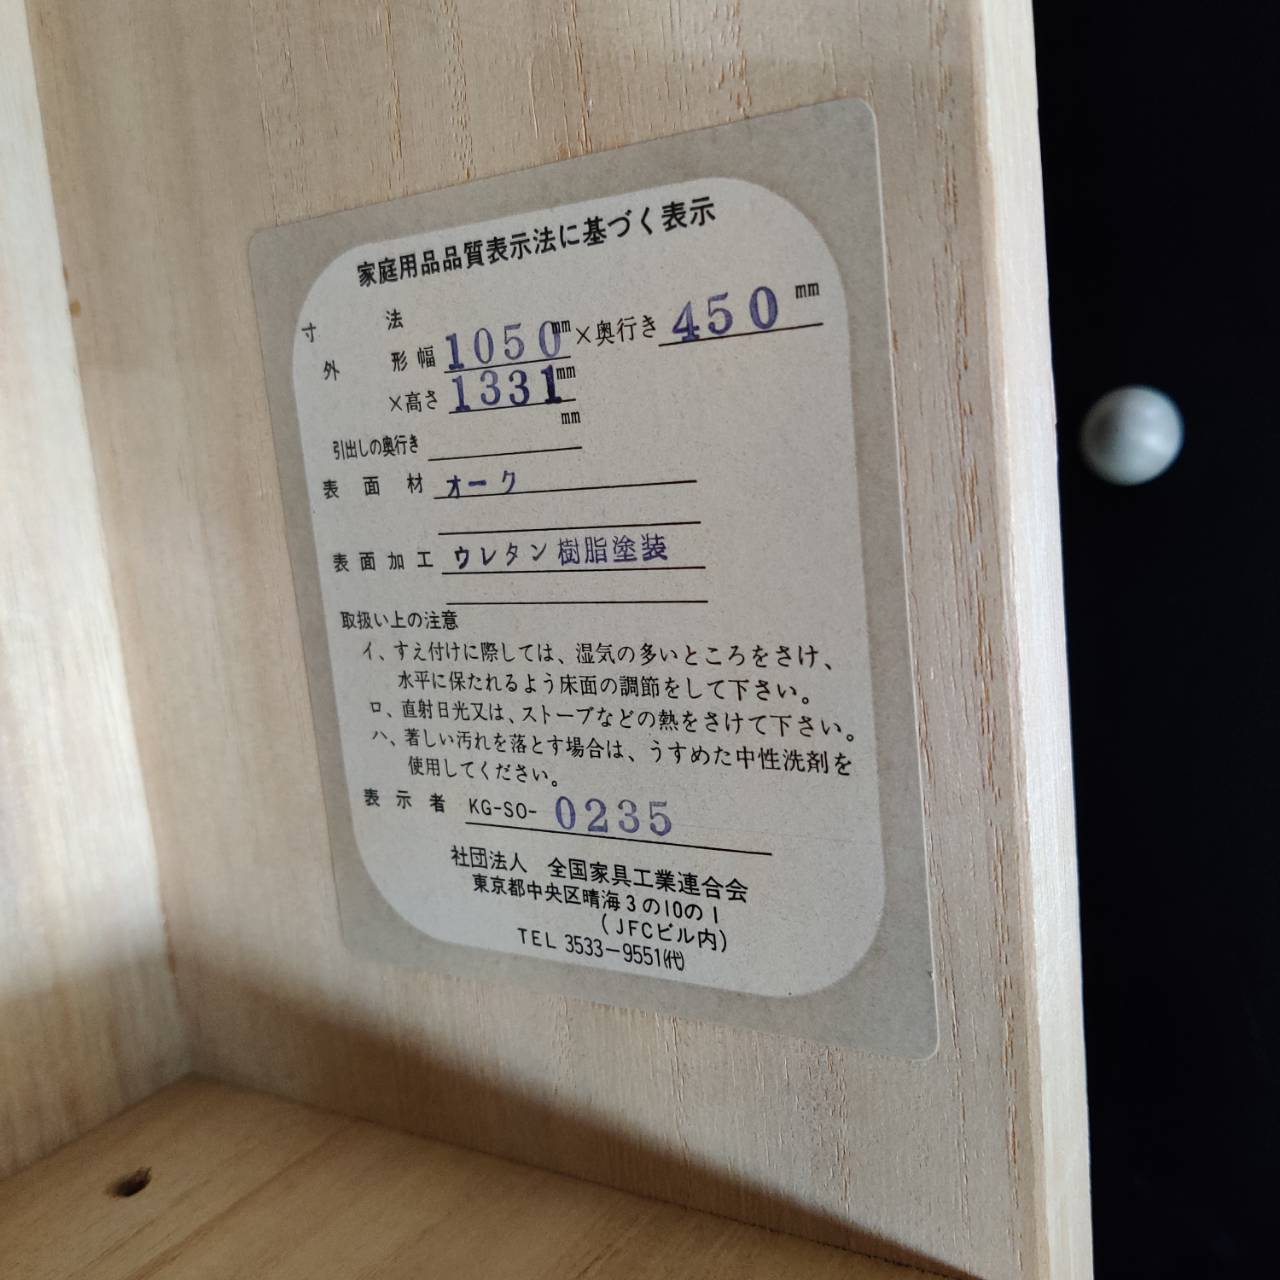 家庭用品品質表示法に基づく表示
寸法
外形幅 1050mm×奥行き 450mm
×高さ 1331mm
引出しの奥行き mm
表面材 オーク
表面加工 ウレタン樹脂塗装
取扱い上の注意
イ、すえ付けに際しては、湿気の多いところをさけ、
水平に保たれるよう床面の調節をして下さい。
ロ、直射日光又は、ストーブなどの熱をさけて下さい。
ハ、著しい汚れを落とす場合は、うすめた中性洗剤を
使用してください。
表示者 KG-SO-0235
社団法人 全国家具工業連合会
東京都中央区晴海3の10の1
(JFCビル内)
TEL 3533-9551㈹